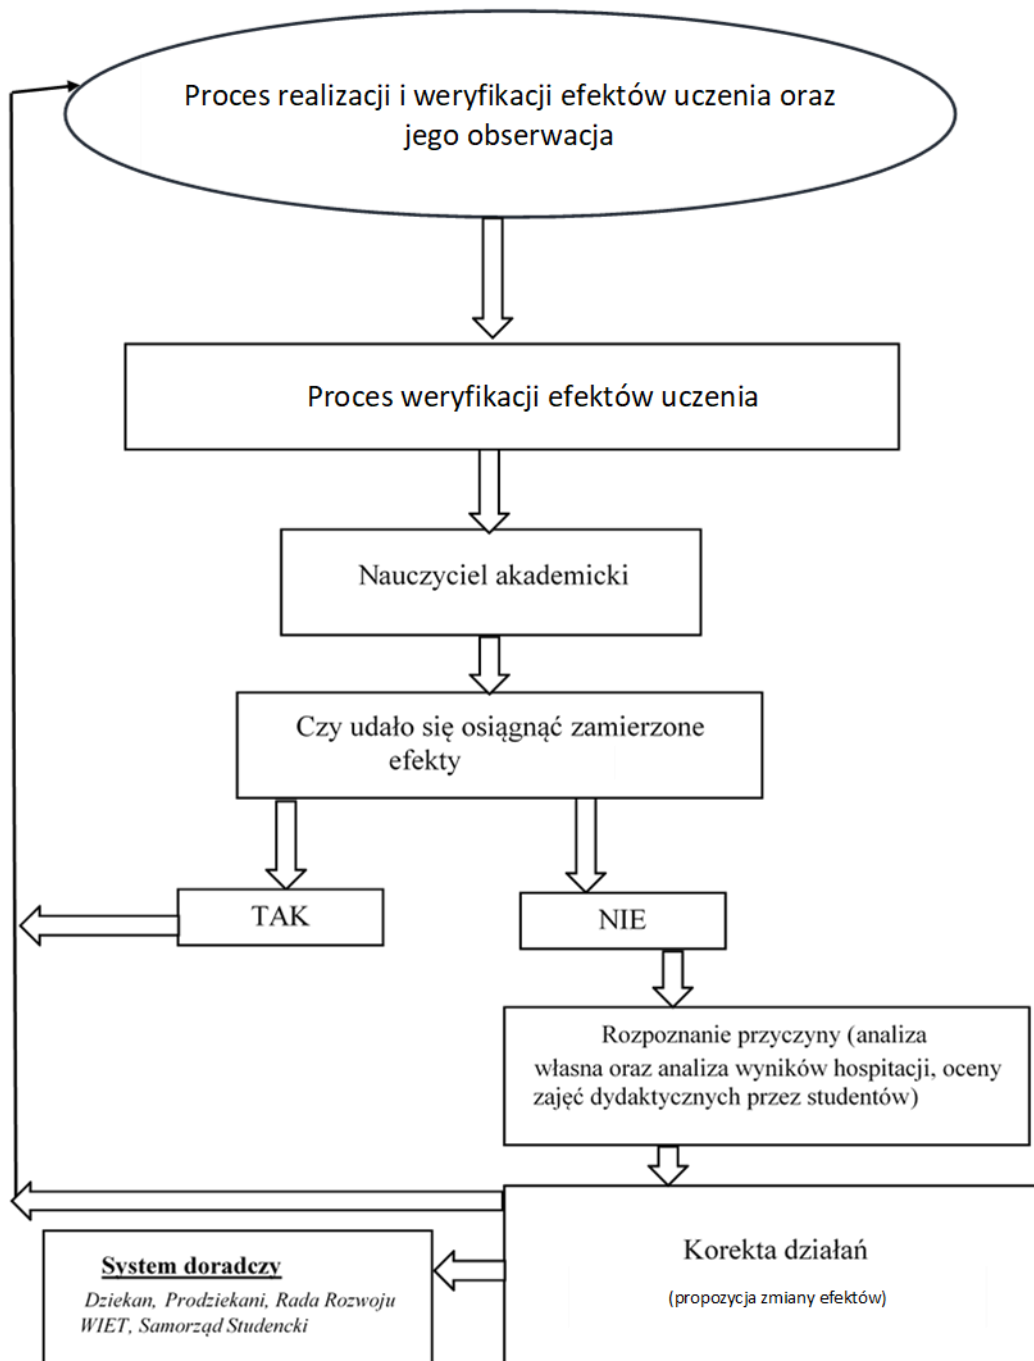 Proces realizacji i weryfikacji efektów uczenia oraz
jego obserwacja
Proces weryfikacji efektów uczenia
Nauczyciel akademicki
Czy udało się osiągnąć zamierzone
efekty
TAK
NIE
Rozpoznanie przyczyny (analiza
własna oraz analiza wyników hospitacji, oceny
zajęć dydaktycznych przez studentów)
Korekta działań
(propozycja zmiany efektów)
System doradczy
Dziekan, Prodziekani, Rada Rozwoju
WIET, Samorząd Studencki